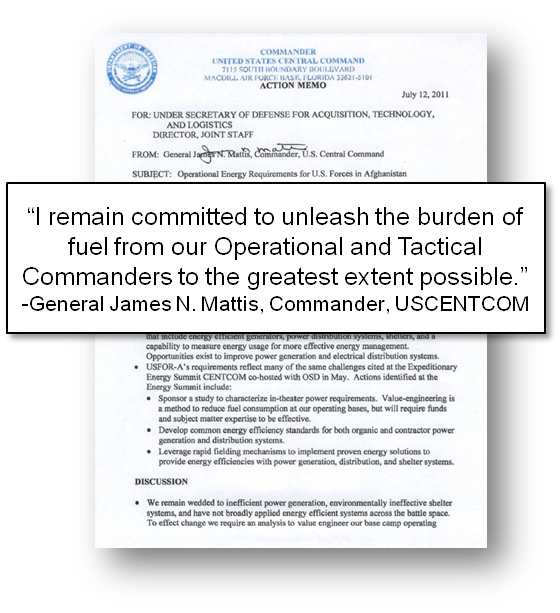 COMMANDER
UNITED STATES CENTRAL COMMAND
7115 SOUTH BOUNDARY BOULEVARD
MACDILL AIR FORCE BASE, FLORIDA 33621-5101
ACTION MEMO
July 12, 2011
FOR: UNDER SECRETARY OF DEFENSE FOR ACQUISITION, TECHNOLOGY,
AND LOGISTICS
DIRECTOR, JOINT STAFF
FROM: General James N. Mattis, Commander, U.S. Central Command
SUBJECT: Operational Energy Requirements for U.S. Forces in Afghanistan
“I remain committed to unleash the burden of
fuel from our Operational and Tactical
Commanders to the greatest extent possible.”
-General James N. Mattis, Commander, USCENTCOM
that include energy efficient generators, power distribution systems, shelters, and a
capability to measure energy usage for more effective energy management.
Opportunities exist to improve power generation and electrical distribution systems.
• USFOR-A's requirements reflect many of the same challenges cited at the Expeditionary
Energy Summit CENTCOM co-hosted with OSD in May. Actions identified at the
Energy Summit include:
• Sponsor a study to characterize in-theater power requirements. Value-engineering is
a method to reduce fuel consumption at our operating bases, but will require funds
and subject matter expertise to be effective.
• Develop common energy efficiency standards for both organic and contractor power
generation and distribution systems.
• Leverage rapid fielding mechanisms to implement proven energy solutions to
provide energy efficiencies with power generation, distribution, and shelter systems.
DISCUSSION
• We remain wedded to inefficient power generation, environmentally ineffective shelter
systems, and have not broadly applied energy efficient systems across the battle space.
To effect change we require an analysis to value engineer our base camp operating